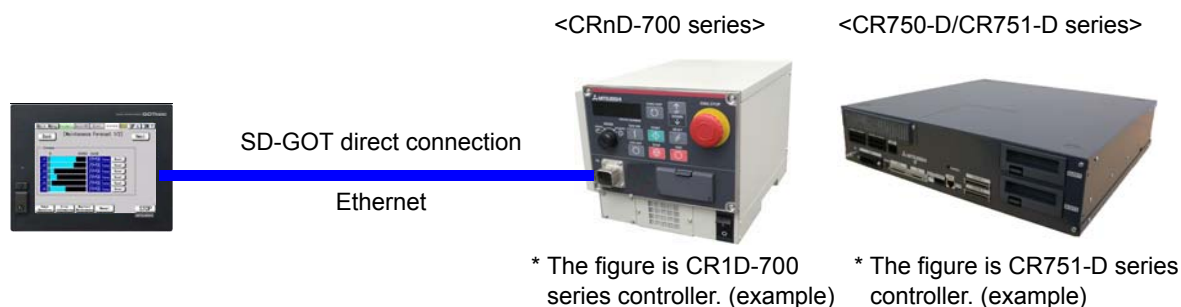 <CRnD-700 series>
<CR750-D/CR751-D series>
SD-GOT direct connection
Ethernet
* The figure is CR1D-700
series controller. (example)
* The figure is CR751-D series
controller. (example)